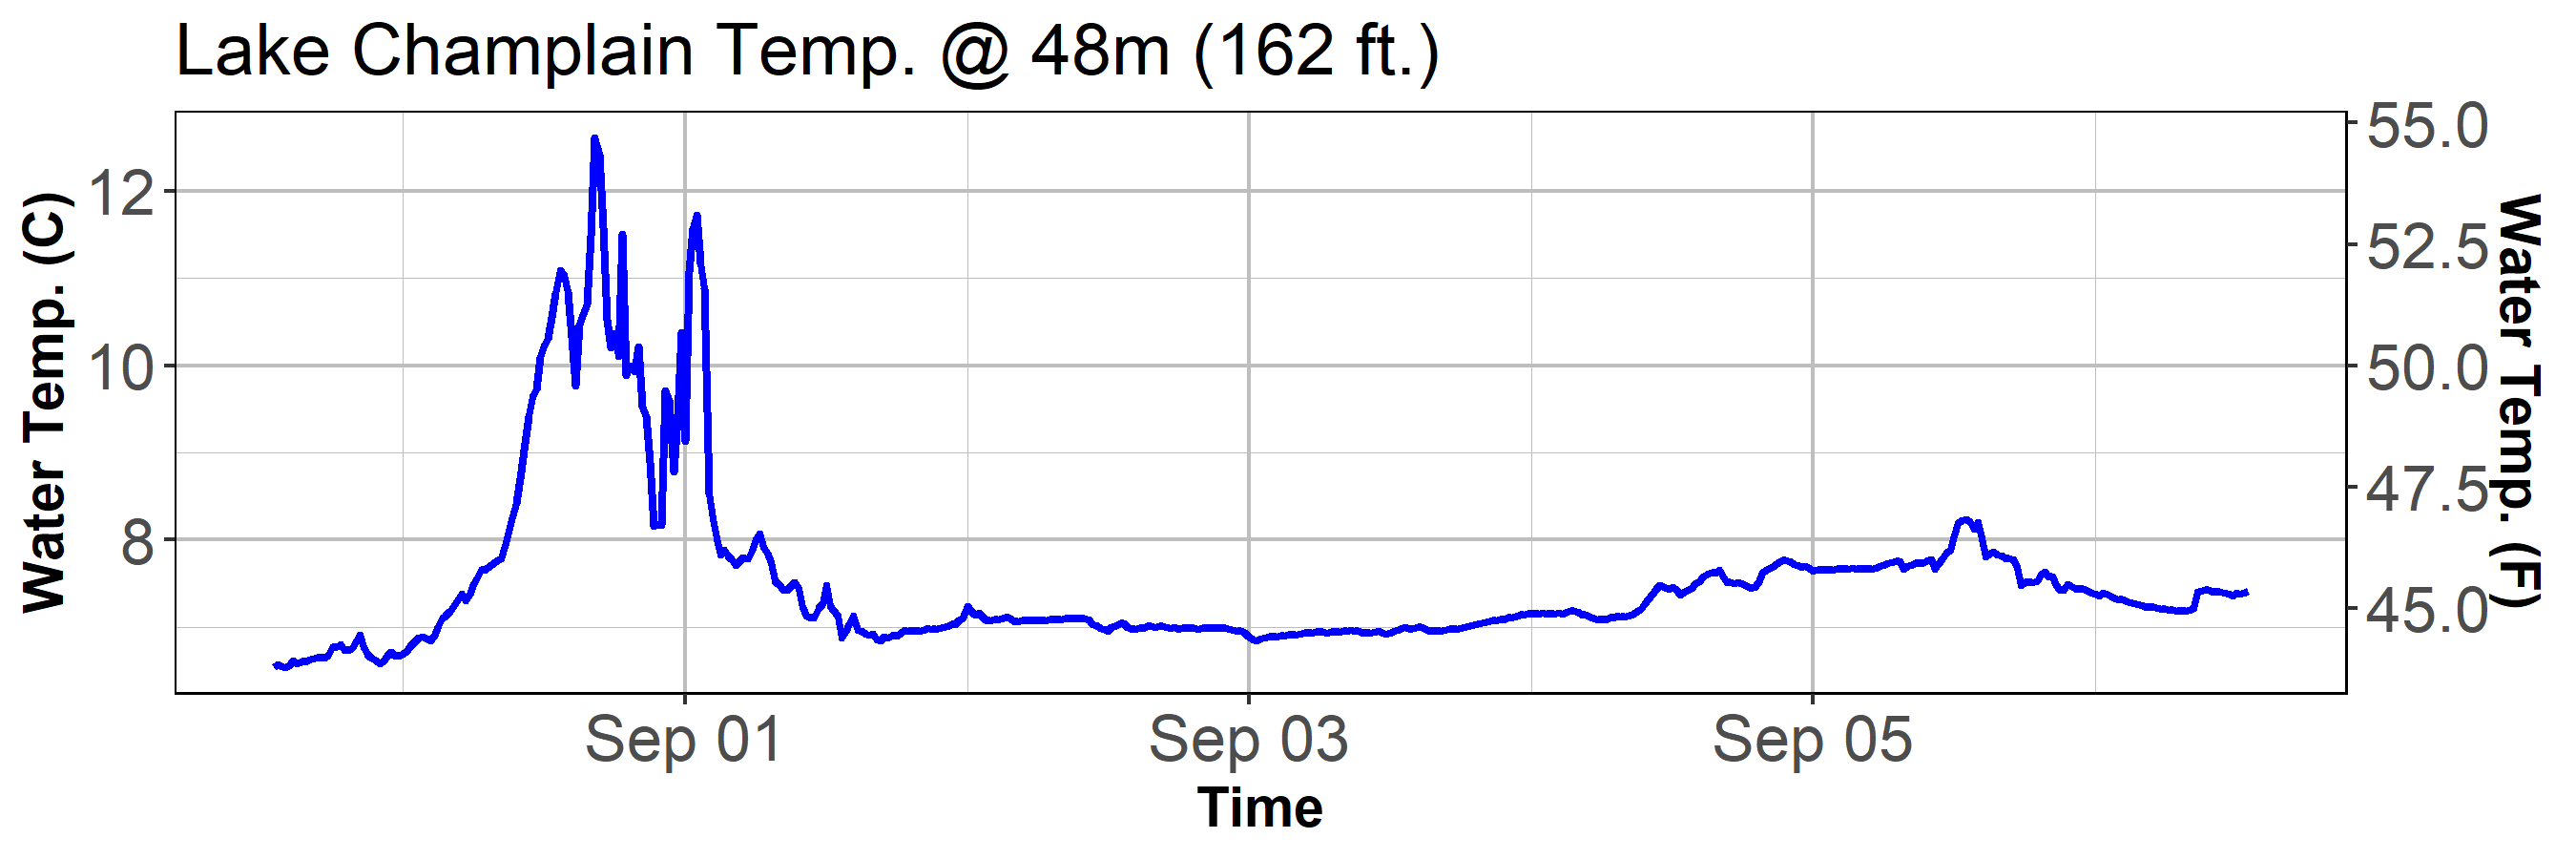 Lake Champlain Temp. @ 48m (162 ft.)
Water Temp. (C)
12
10
8
55.0
52.5
50.0
47.5
45.0
Water Temp. (F)
Sep 01
Sep 03
Sep 05
Time